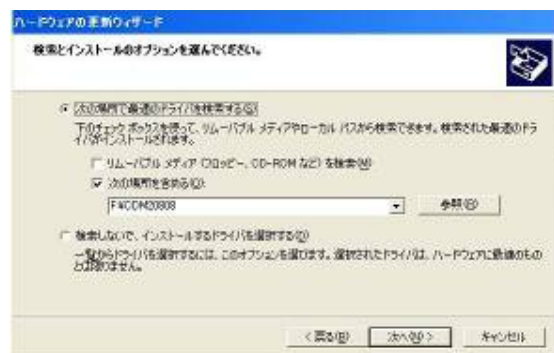 ハードウェアの更新ウィザード
検索とインストールのオプションを選んでください。
次の場所で最適のドライバを検索する(S)
下のチェック ボックスを使って、リムーバブル メディアやローカル パスから検索できます。検索された最適のドラ
イバがインストールされます。
リムーバブル メディア (フロッピー、CD-ROM など) を検索(M)
次の場所を含める(O):
参照(R)
検索しないで、インストールするドライバを選択する(D)
一覧からドライバを選択するには、このオプションを選びます。選択されたドライバは、ハードウェアに最適のもの
とは限りません。
< 戻る(B)
次へ(N) >
キャンセル